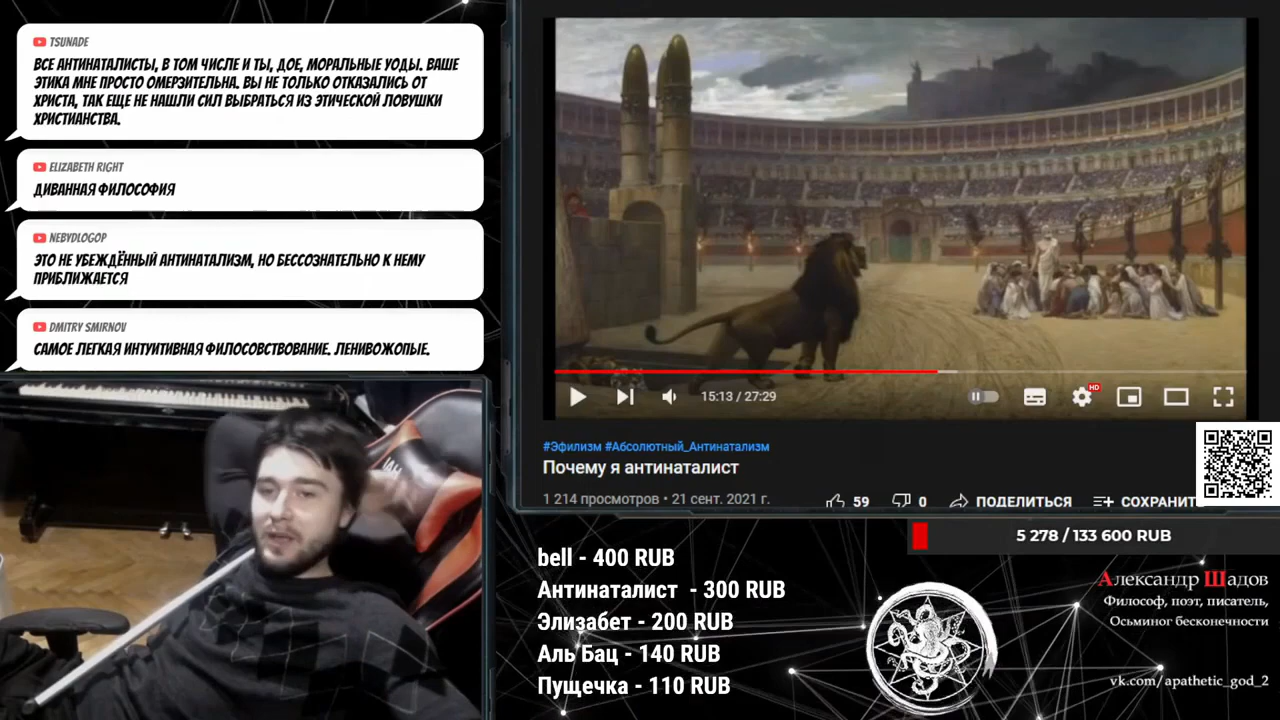 TSUNADE
ВСЕ АНТИНАТАЛИСТЫ, В ТОМ ЧИСЛЕ И ТЫ, ДОЕ, МОРАЛЬНЫЕ УОДЫ. ВАШЕ
ЭТИКА МНЕ ПРОСТО ОМЕРЗИТЕЛЬНА. ВЫ НЕ ТОЛЬКО ОТКАЗАЛИСЬ ОТ
ХРИСТА, ТАК ЕЩЕ НЕ НАШЛИ СИЛ ВЫБРАТЬСЯ ИЗ ЭТИЧЕСКОЙ ЛОВУШКИ
ХРИСТИАНСТВА.
ELIZABETH RIGHT
ДИВАННАЯ ФИЛОСОФИЯ
NEBYDLOGOP
ЭТО НЕ УБЕЖДЁННЫЙ АНТИНАТАЛИЗМ, НО БЕССОЗНАТЕЛЬНО К НЕМУ
ПРИБЛИЖАЕТСЯ
DMITRY SMIRNOV
САМОЕ ЛЕГКАЯ ИНТУИТИВНАЯ ФИЛОСОВСТВОВАНИЕ. ЛЕНИВОЖОПЫЕ.
15:13 / 27:29
HD
#Эфилизм #Абсолютный_Антинатализм
Почему я антинаталист
1 214 просмотров • 21 сент. 2021 г.
59
0
ПОДЕЛИТЬСЯ
СОХРАНИТЬ
5 278 / 133 600 RUB
bell - 400 RUB
Антинаталист - 300 RUB
Элизабет - 200 RUB
Аль Бац - 140 RUB
Пущечка - 110 RUB
Александр Шадов
Философ, поэт, писатель,
Осьминог бесконечности
vk.com/apathetic_god_2